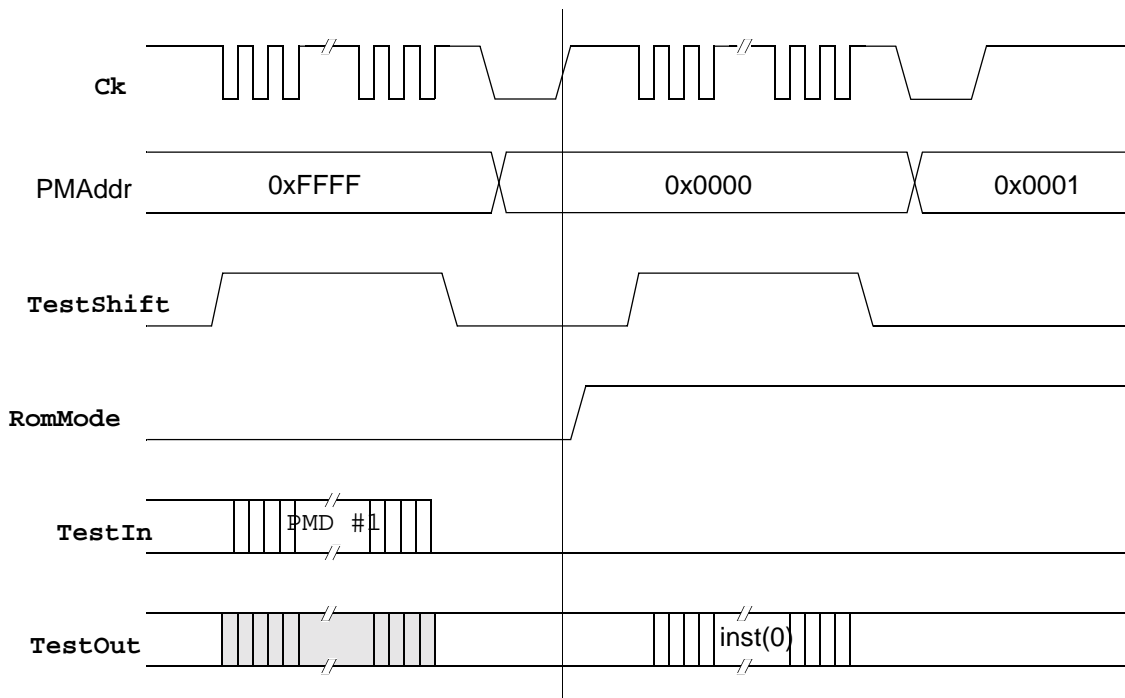 Ck
PMAddr 0xFFFF 0x0000 0x0001
TestShift
RomMode
TestIn PMD #1
TestOut inst(0)